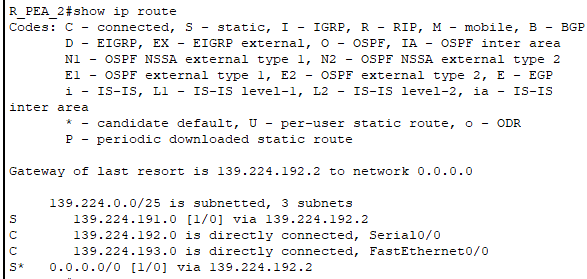 R_PEA_2#show ip route
Codes: C - connected, S - static, I - IGRP, R - RIP, M - mobile, B - BGP
D - EIGRP, EX - EIGRP external, O - OSPF, IA - OSPF inter area
N1 - OSPF NSSA external type 1, N2 - OSPF NSSA external type 2
E1 - OSPF external type 1, E2 - OSPF external type 2, E - EGP
i - IS-IS, L1 - IS-IS level-1, L2 - IS-IS level-2, ia - IS-IS
inter area
* - candidate default, U - per-user static route, o - ODR
P - periodic downloaded static route
Gateway of last resort is 139.224.192.2 to network 0.0.0.0
139.224.0.0/25 is subnetted, 3 subnets
S 139.224.191.0 [1/0] via 139.224.192.2
C 139.224.192.0 is directly connected, Serial0/0
C 139.224.193.0 is directly connected, FastEthernet0/0
S* 0.0.0.0/0 [1/0] via 139.224.192.2